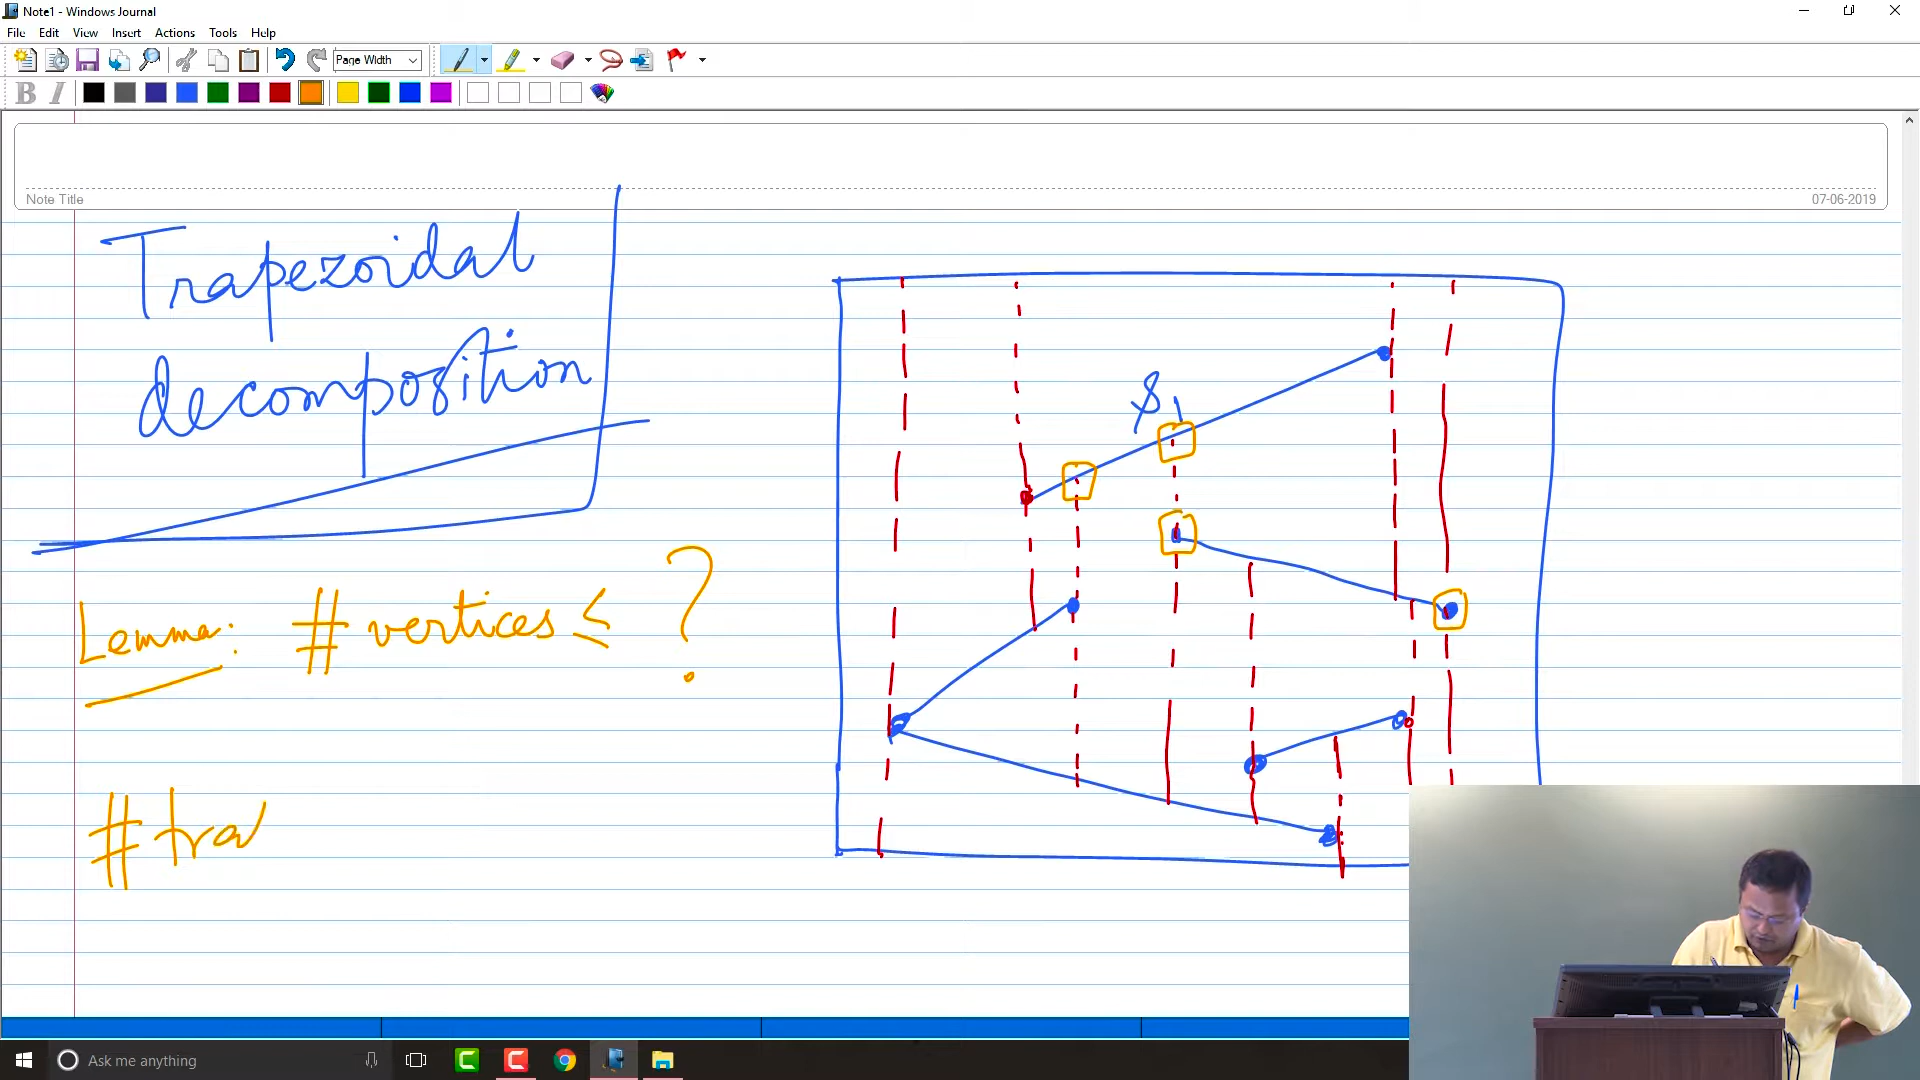 Note1 - Windows Journal
File Edit View Insert Actions Tools Help
Page Width
B I
Note Title
07-06-2019
Trapezoidal
decomposition
S1
Lemma: # vertices ≤ ?
# tra
Ask me anything